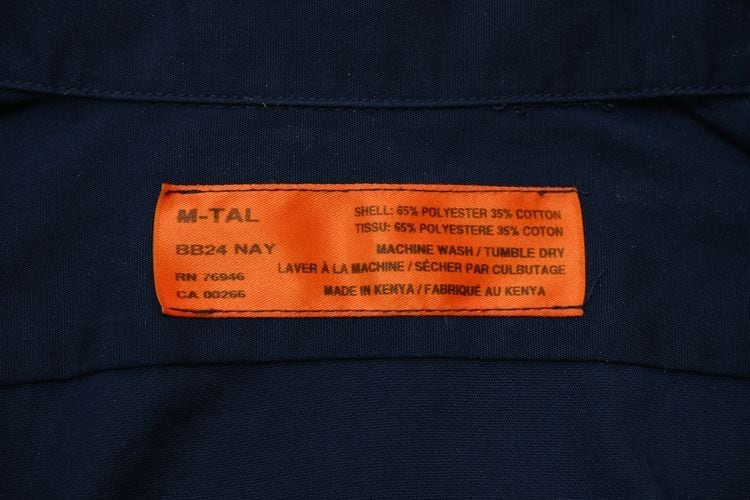 M-TAL
BB24 NAY
RN 76946
CA 00266
SHELL: 65% POLYESTER 35% COTTON
TISSU: 65% POLYESTERE 35% COTON
MACHINE WASH / TUMBLE DRY
LAVER À LA MACHINE / SÉCHER PAR CULBUTAGE
MADE IN KENYA / FABRIQUÉ AU KENYA